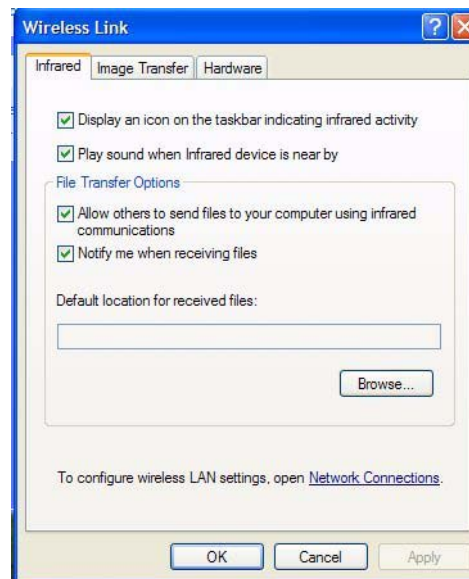 Wireless Link
Infrared Image Transfer Hardware
Display an icon on the taskbar indicating infrared activity
Play sound when Infrared device is near by
File Transfer Options
Allow others to send files to your computer using infrared
communications
Notify me when receiving files
Default location for received files:
Browse...
To configure wireless LAN settings, open Network Connections.
OK Cancel Apply